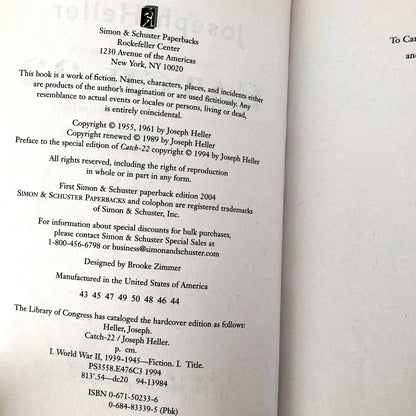 Simon & Schuster Paperbacks
Rockefeller Center
1230 Avenue of the Americas
New York, NY 10020
This book is a work of fiction. Names, characters, places, and incidents either
are products of the author's imagination or are used fictitiously. Any
resemblance to actual events or locales or persons, living or dead,
is entirely coincidental.
Copyright © 1955, 1961 by Joseph Heller
Copyright renewed © 1989 by Joseph Heller
Preface to the special edition of Catch-22 copyright © 1994 by Joseph Heller
All rights reserved, including the right of reproduction
in whole or in part in any form.
First Simon & Schuster paperback edition 2004
SIMON & SCHUSTER PAPERBACKS and colophon are registered trademarks
of Simon & Schuster, Inc.
For information about special discounts for bulk purchases,
please contact Simon & Schuster Special Sales at
1-800-456-6798 or business@simonandschuster.com
Designed by Brooke Zimmer
Manufactured in the United States of America
43 45 47 49 50 48 46 44
The Library of Congress has cataloged the hardcover edition as follows:
Heller, Joseph.
Catch-22 / Joseph Heller.
p. cm.
1. World War II, 1939–1945—Fiction. I. Title.
PS3558.E476C3 1994
813'.54—dc20 94-13984
ISBN 0-671-50233-6
0-684-83339-5 (Pbk)
To